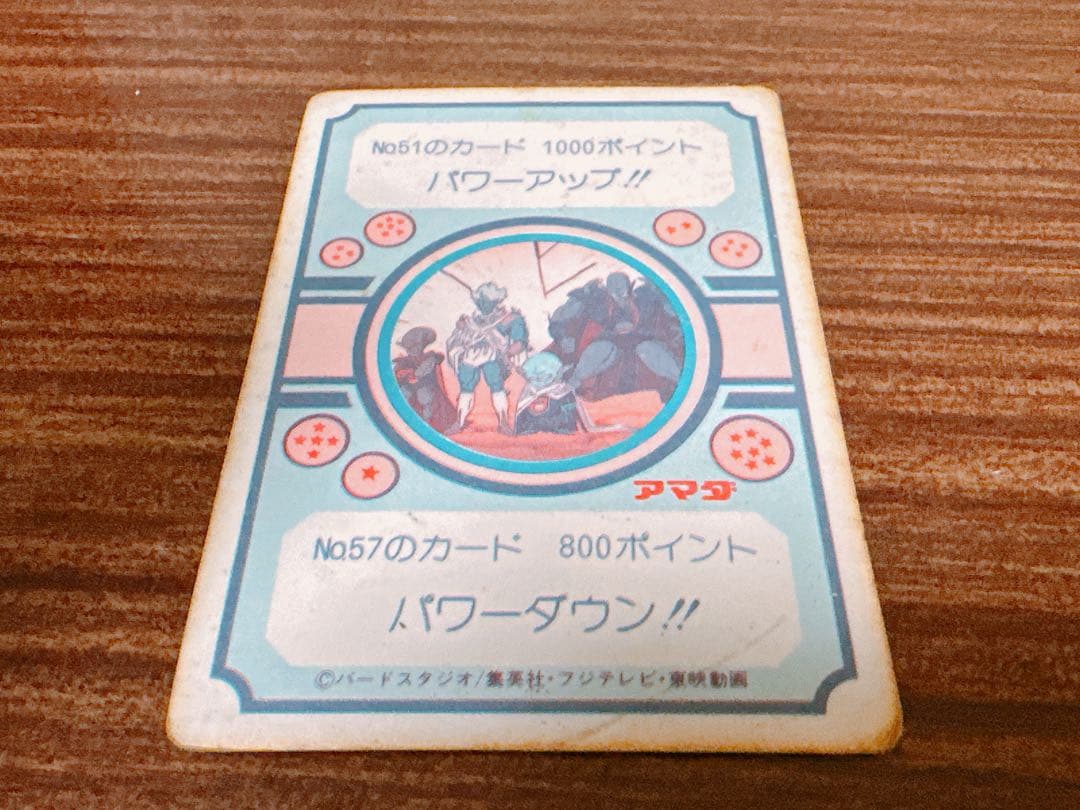 No.51のカード 1000ポイント
パワーアップ!!
アマダ
No.57のカード 800ポイント
パワーダウン!!
©バードスタジオ/集英社・フジテレビ・東映動画